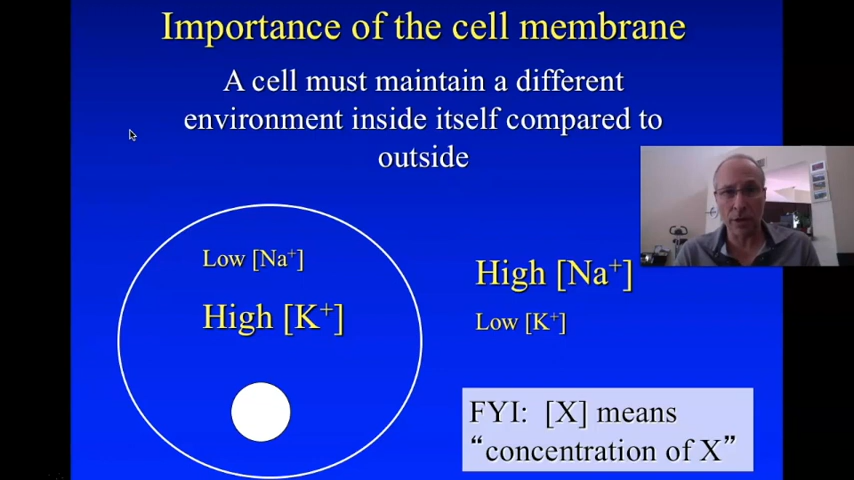 Importance of the cell membrane
A cell must maintain a different
environment inside itself compared to
outside
Low [Na⁺]
High [K⁺]
High [Na⁺]
Low [K⁺]
FYI:  [X] means
“concentration of X”